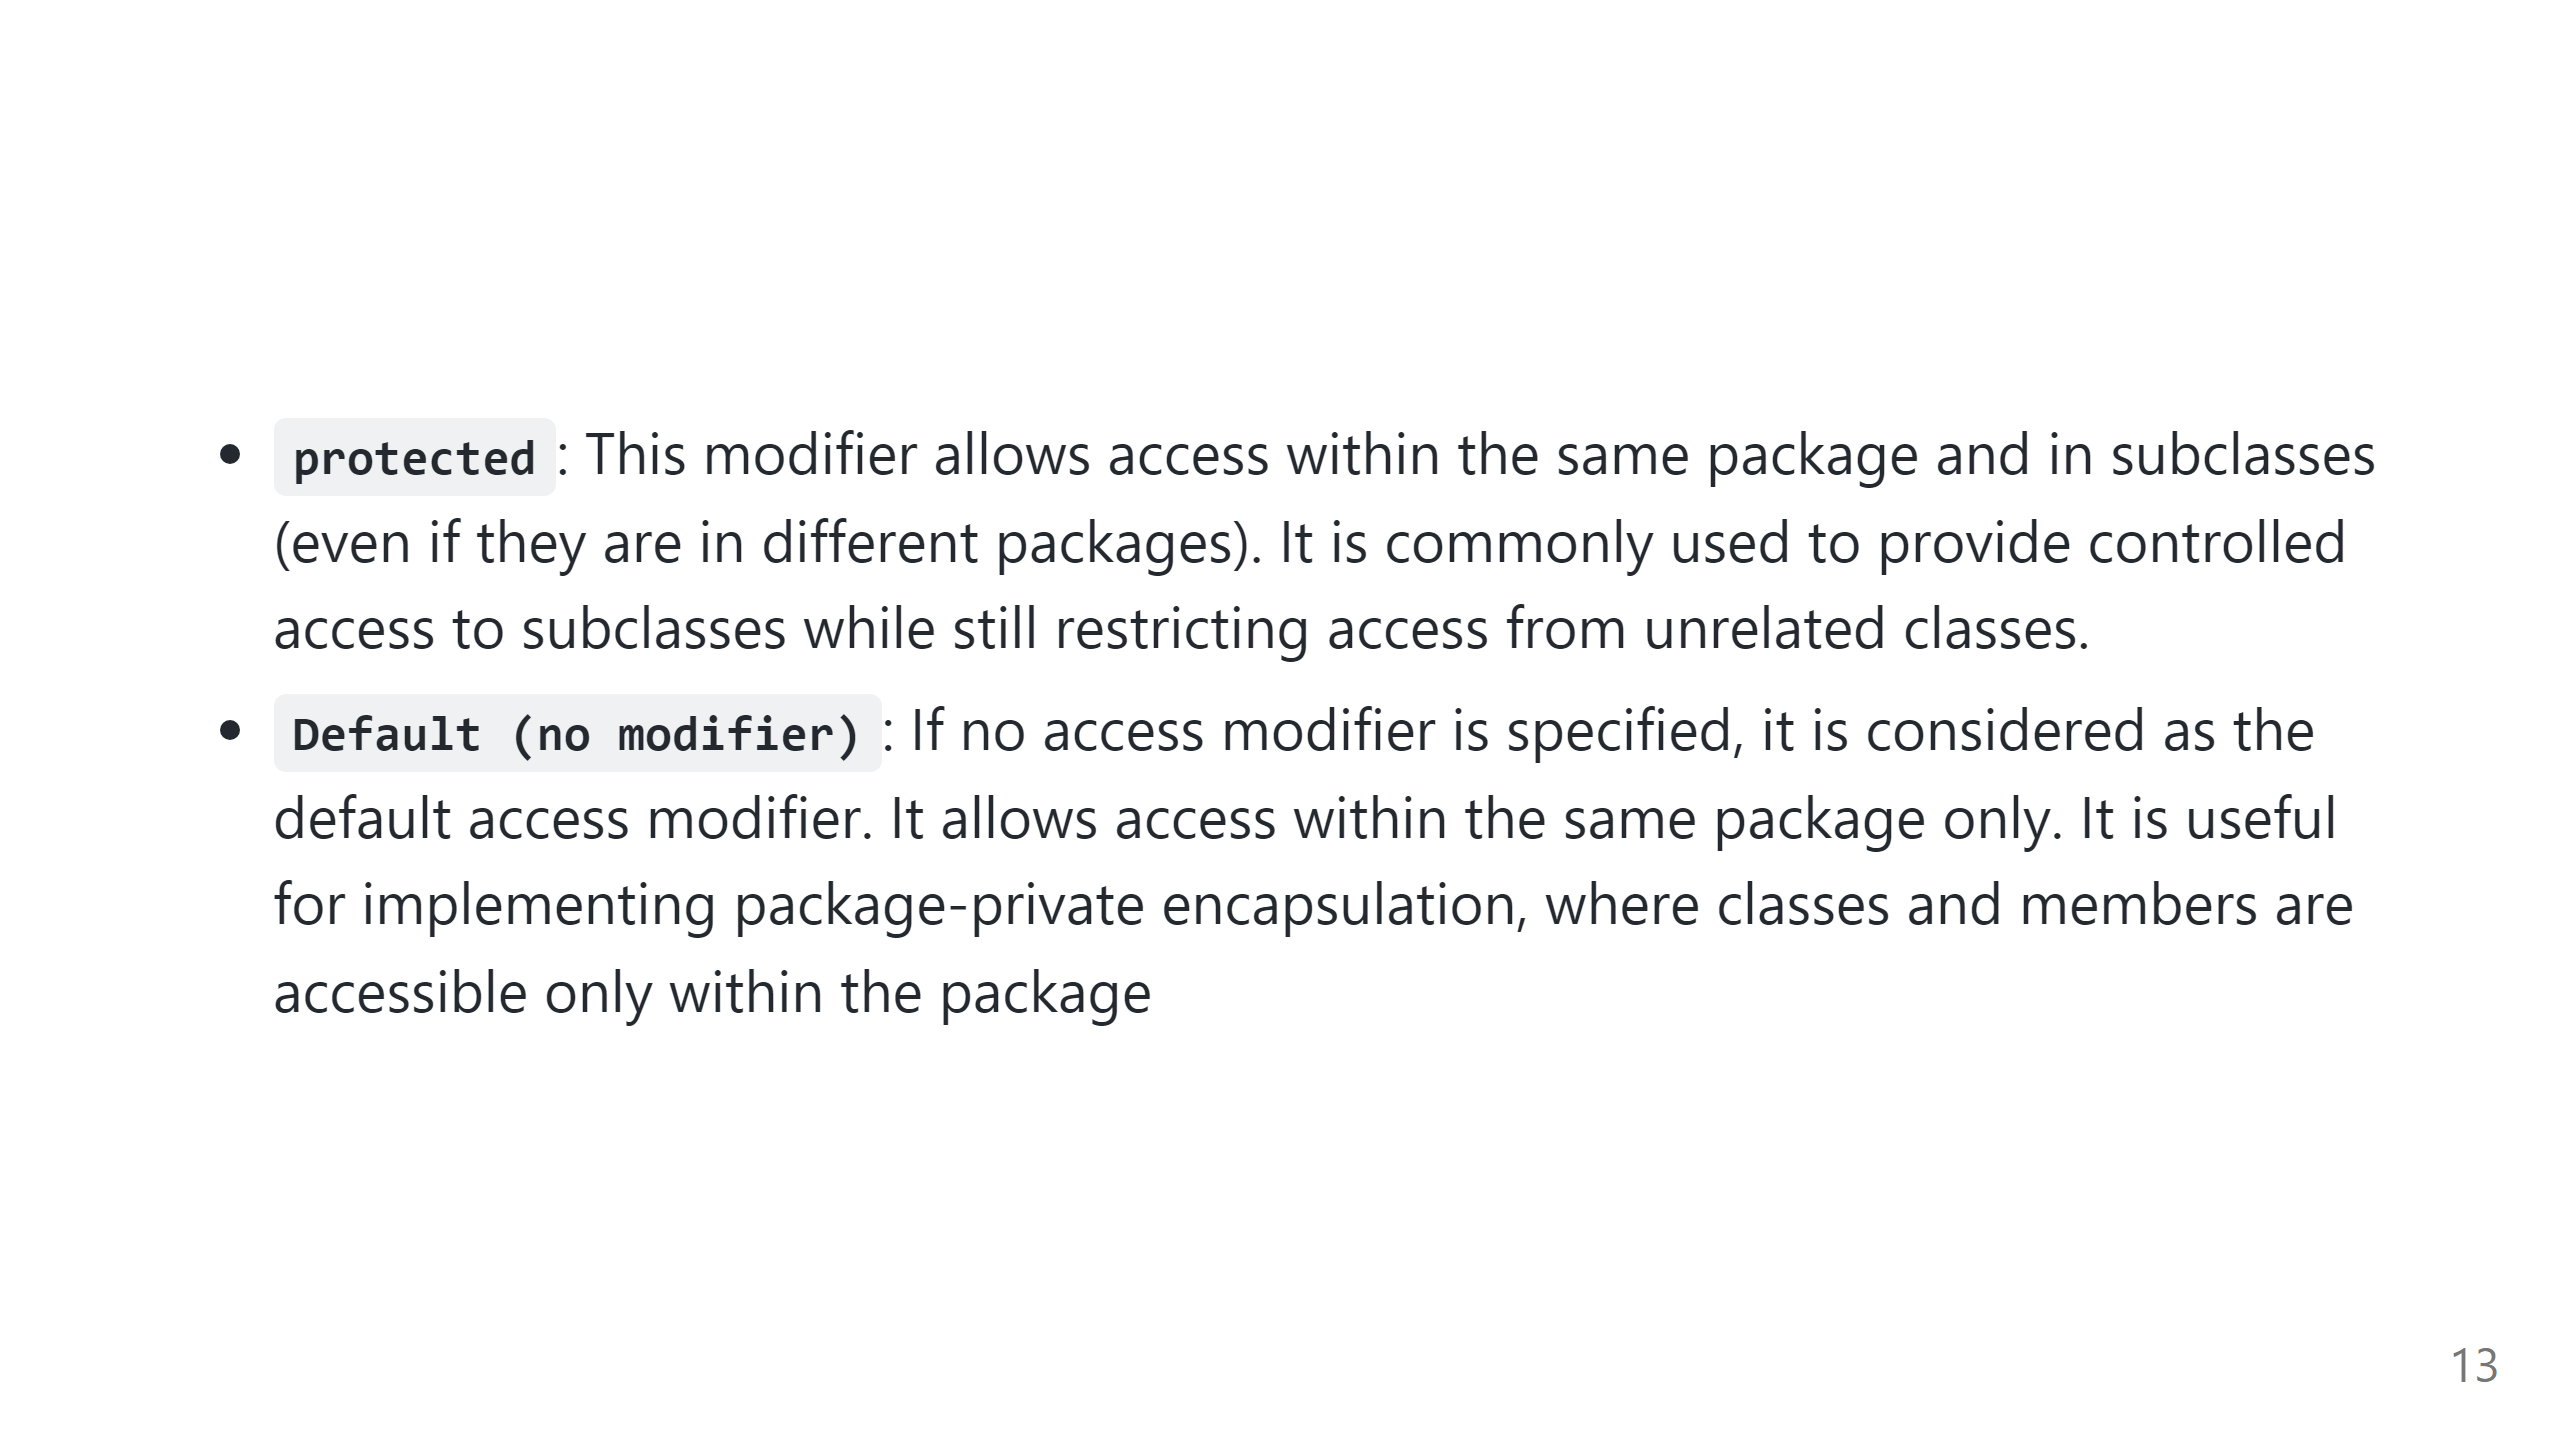 • protected: This modifier allows access within the same package and in subclasses
(even if they are in different packages). It is commonly used to provide controlled
access to subclasses while still restricting access from unrelated classes.
• Default (no modifier): If no access modifier is specified, it is considered as the
default access modifier. It allows access within the same package only. It is useful
for implementing package-private encapsulation, where classes and members are
accessible only within the package
13